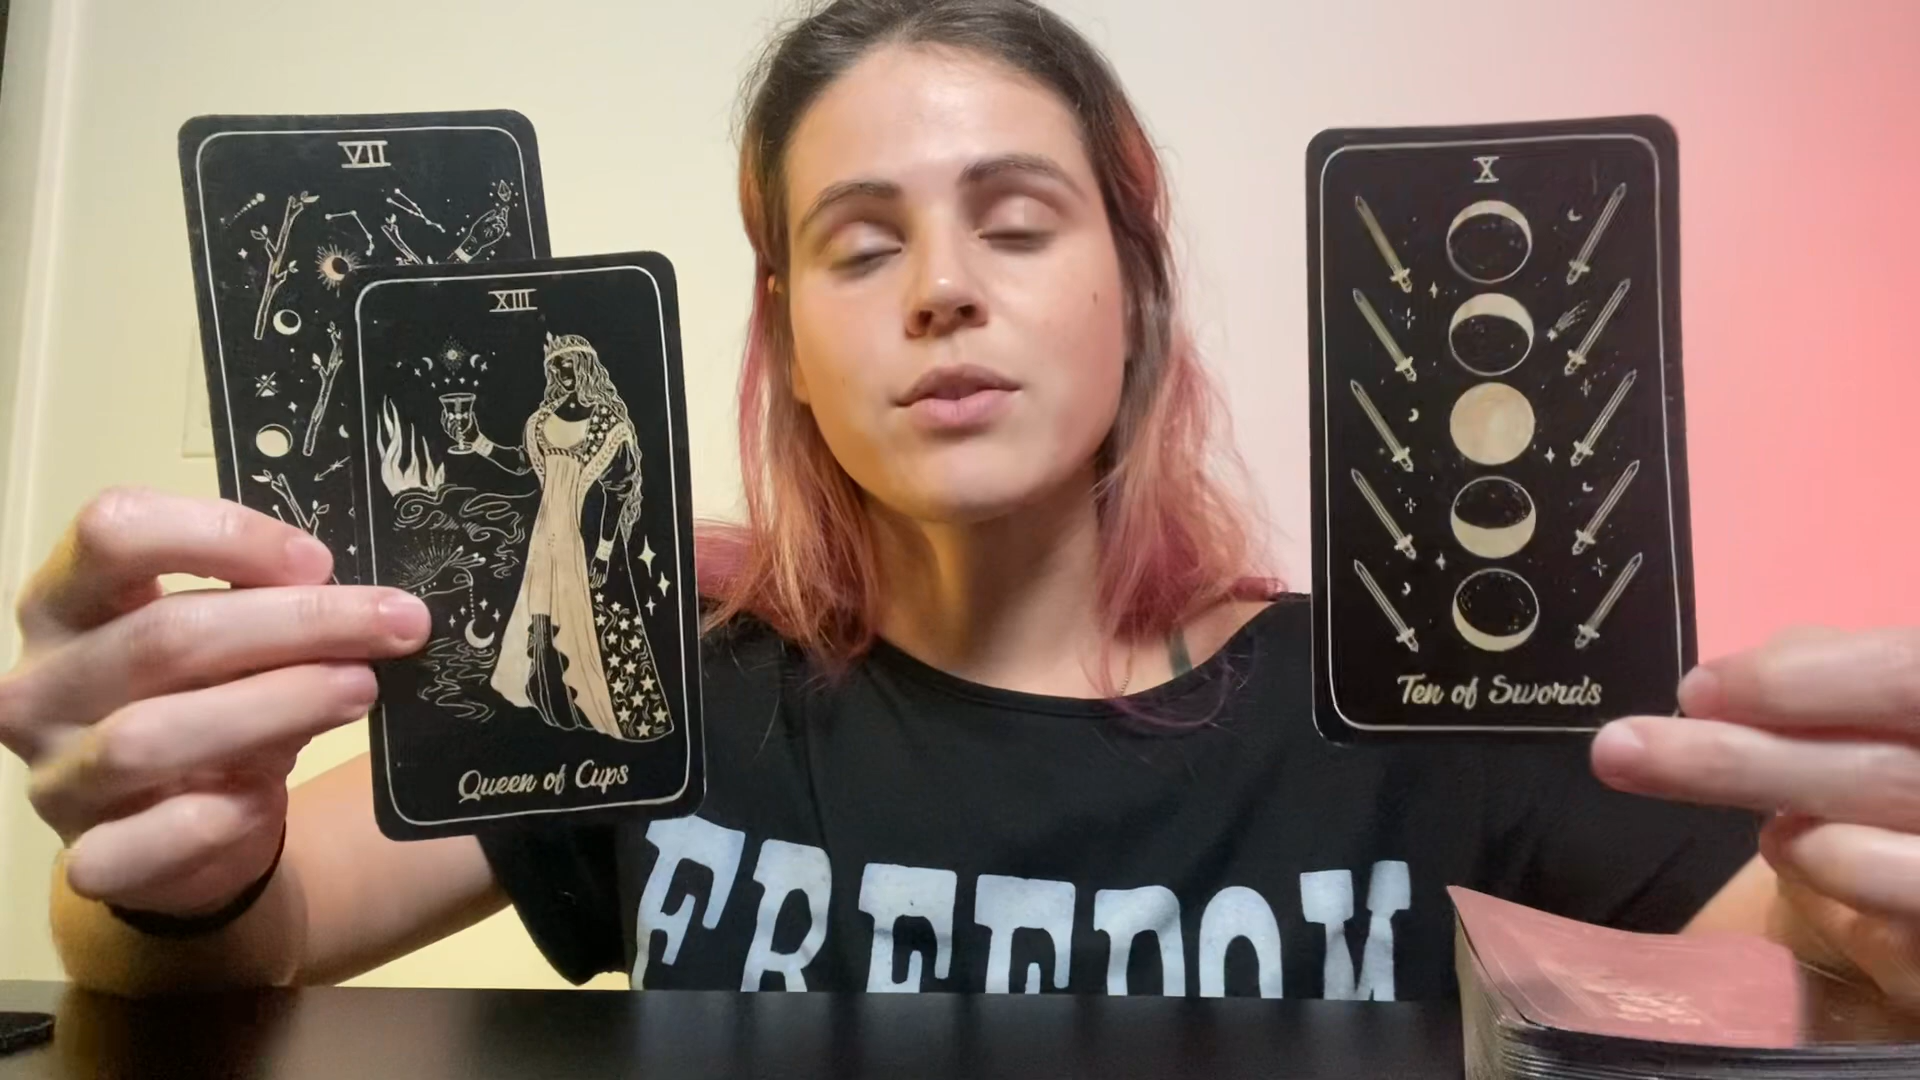 VII
XIII
Queen of Cups
X
Ten of Swords
FREEDOM